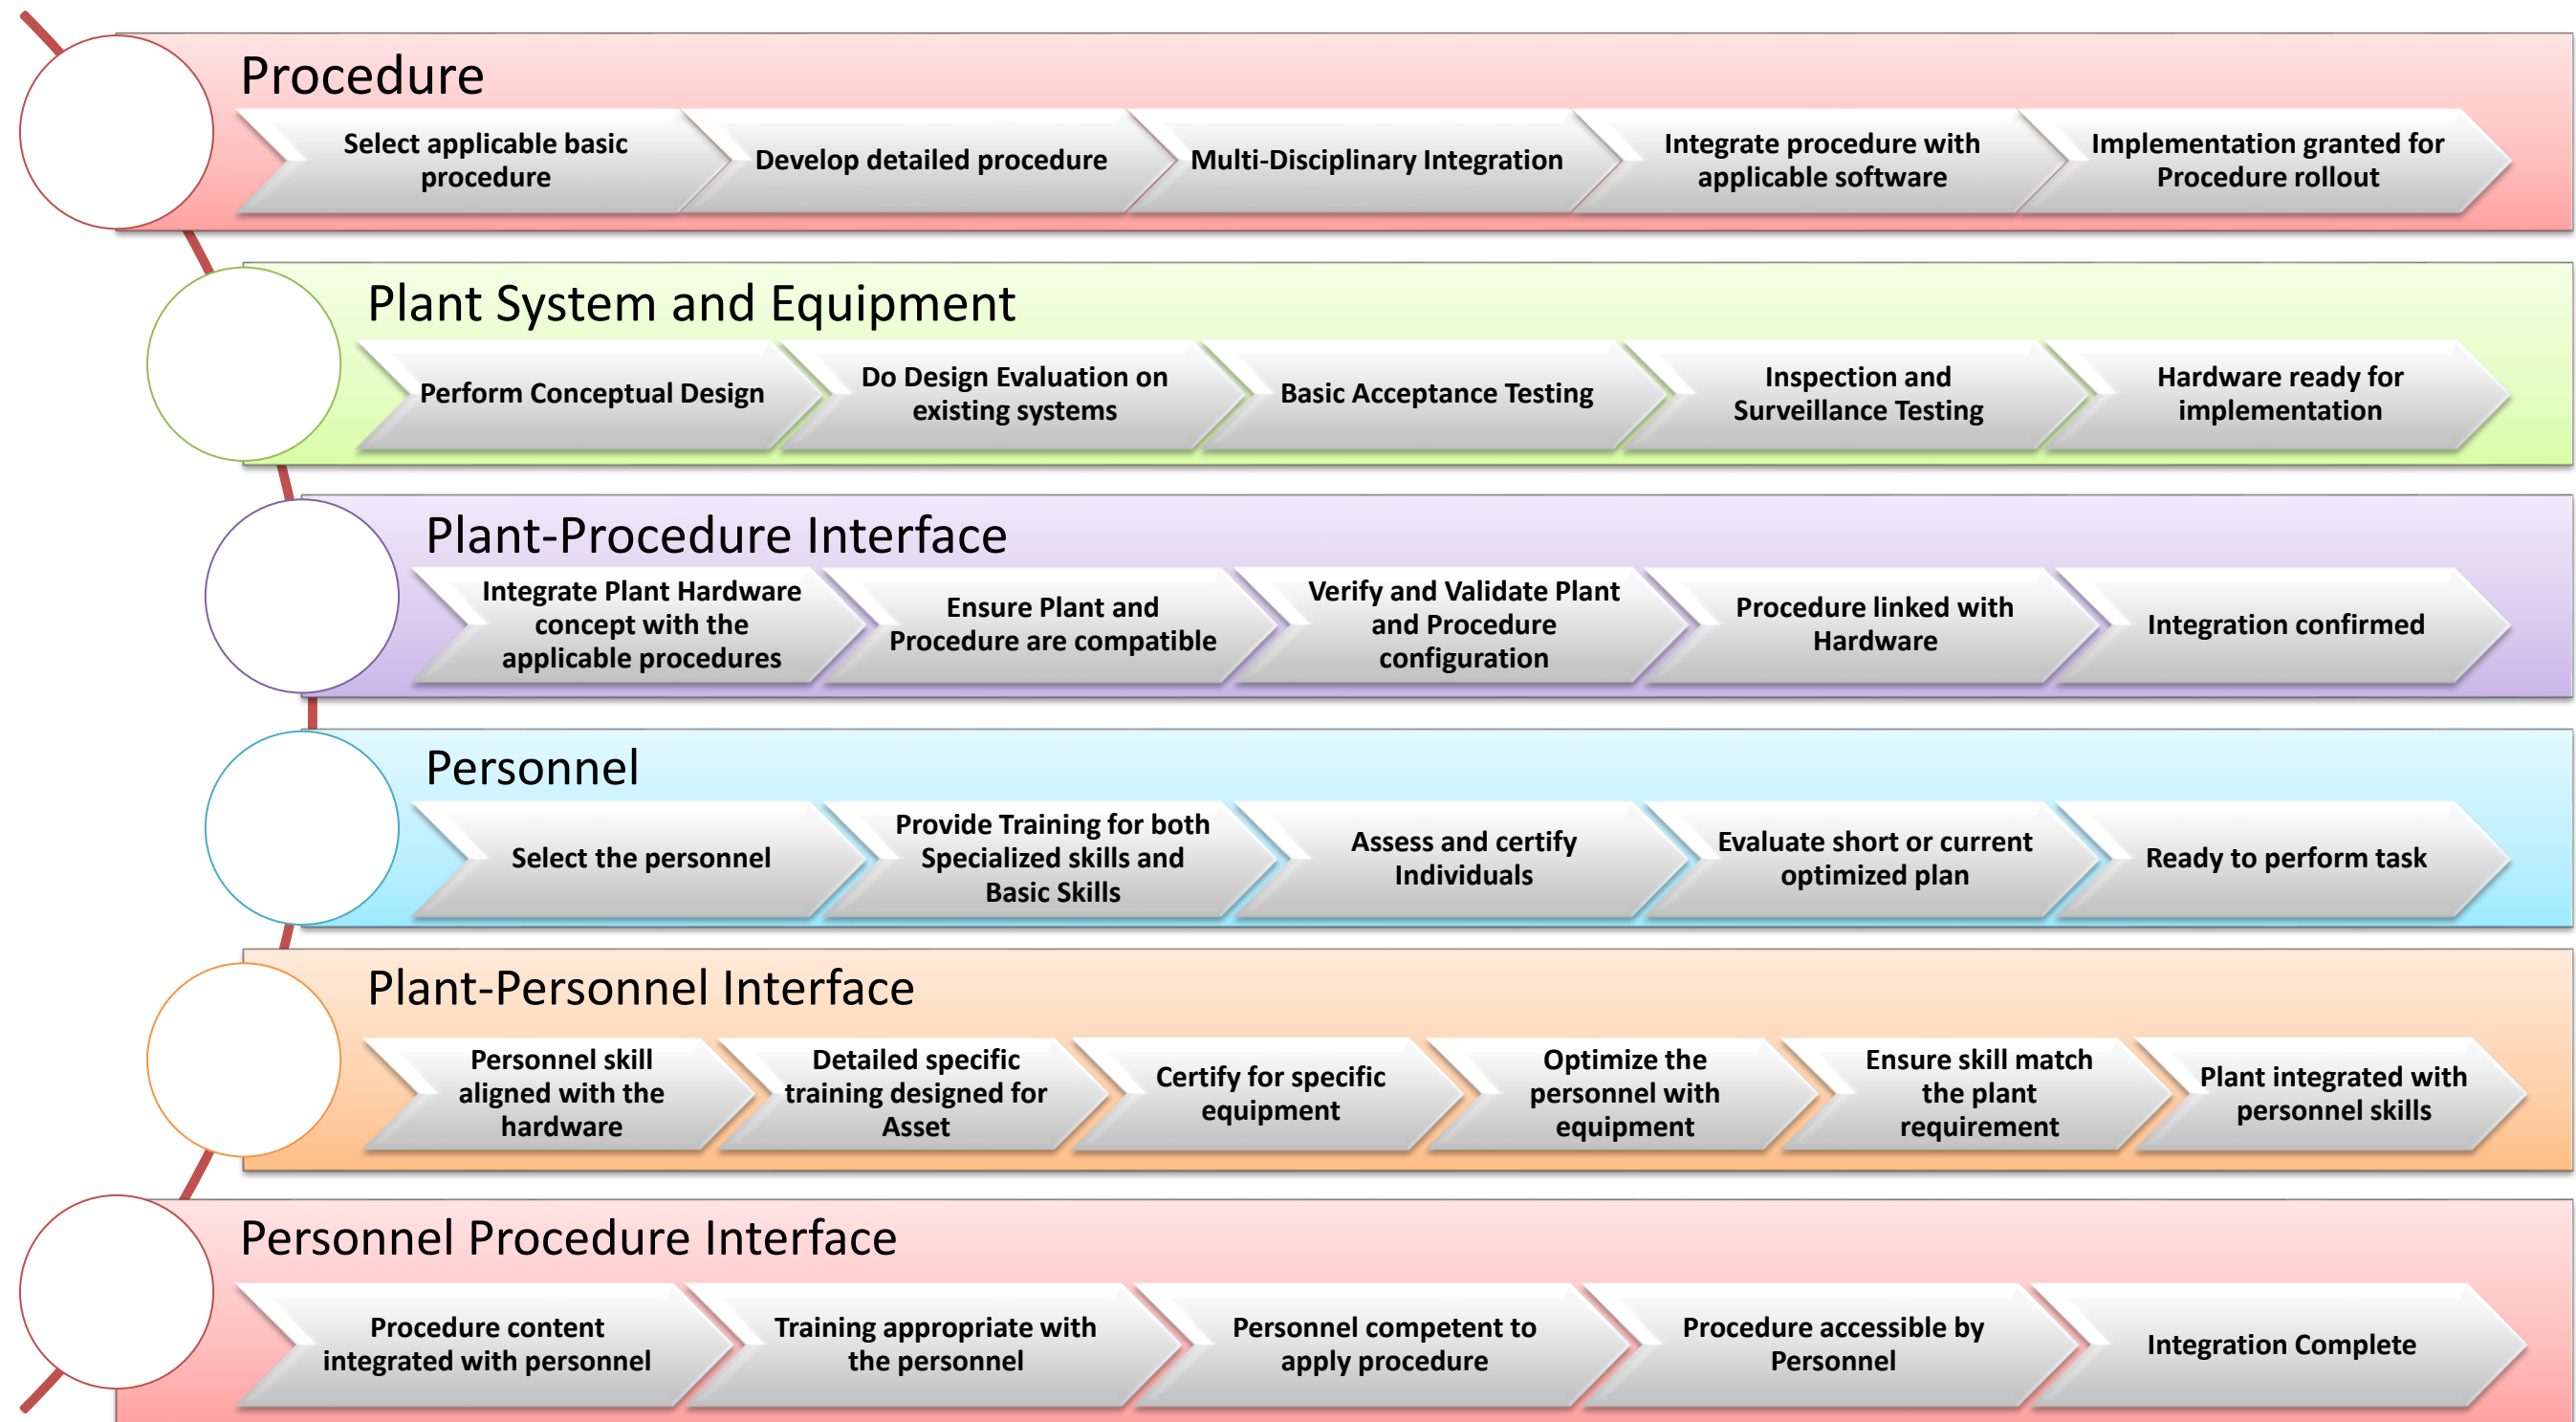 Procedure
Select applicable basic
procedure
Develop detailed procedure
Multi-Disciplinary Integration
Integrate procedure with
applicable software
Implementation granted for
Procedure rollout
Plant System and Equipment
Perform Conceptual Design
Do Design Evaluation on
existing systems
Basic Acceptance Testing
Inspection and
Surveillance Testing
Hardware ready for
implementation
Plant-Procedure Interface
Integrate Plant Hardware
concept with the
applicable procedures
Ensure Plant and
Procedure are compatible
Verify and Validate Plant
and Procedure
configuration
Procedure linked with
Hardware
Integration confirmed
Personnel
Select the personnel
Provide Training for both
Specialized skills and
Basic Skills
Assess and certify
Individuals
Evaluate short or current
optimized plan
Ready to perform task
Plant-Personnel Interface
Personnel skill
aligned with the
hardware
Detailed specific
training designed for
Asset
Certify for specific
equipment
Optimize the
personnel with
equipment
Ensure skill match
the plant
requirement
Plant integrated with
personnel skills
Personnel Procedure Interface
Procedure content
integrated with personnel
Training appropriate with
the personnel
Personnel competent to
apply procedure
Procedure accessible by
Personnel
Integration Complete